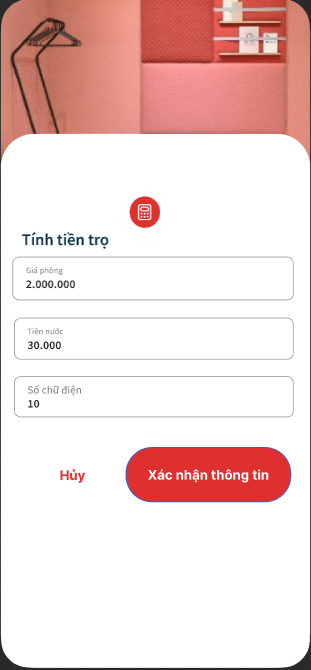 Tính tiền trọ
Giá phòng
2.000.000
Tiền nước
30.000
Số chữ điện
10
Hủy
Xác nhận thông tin